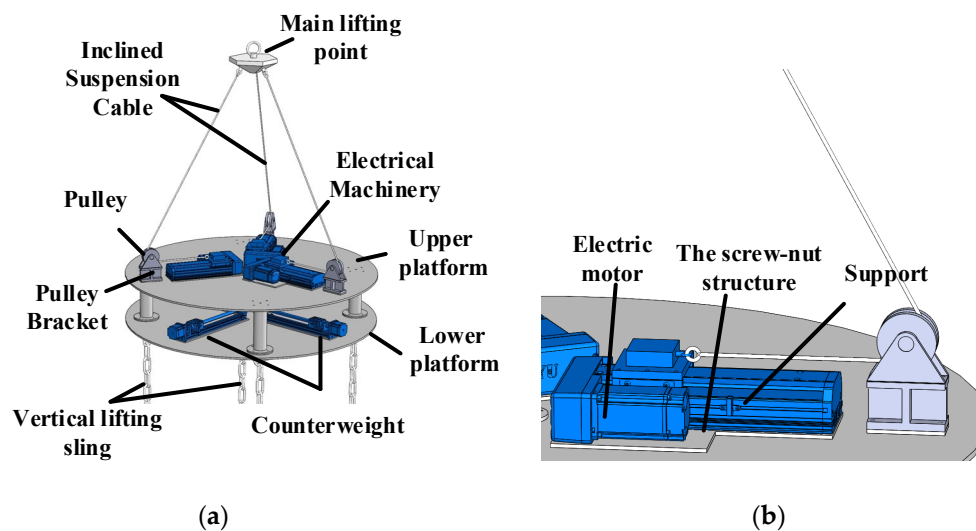 Main lifting
point
Inclined
Suspension
Cable
Electrical
Machinery
Pulley
Upper
platform
Pulley
Bracket
Lower
platform
Vertical lifting
sling
Counterweight
(a)
Electric
motor
The screw-nut
structure
Support
(b)